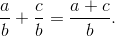 a/b + c/b = (a + c)/b.